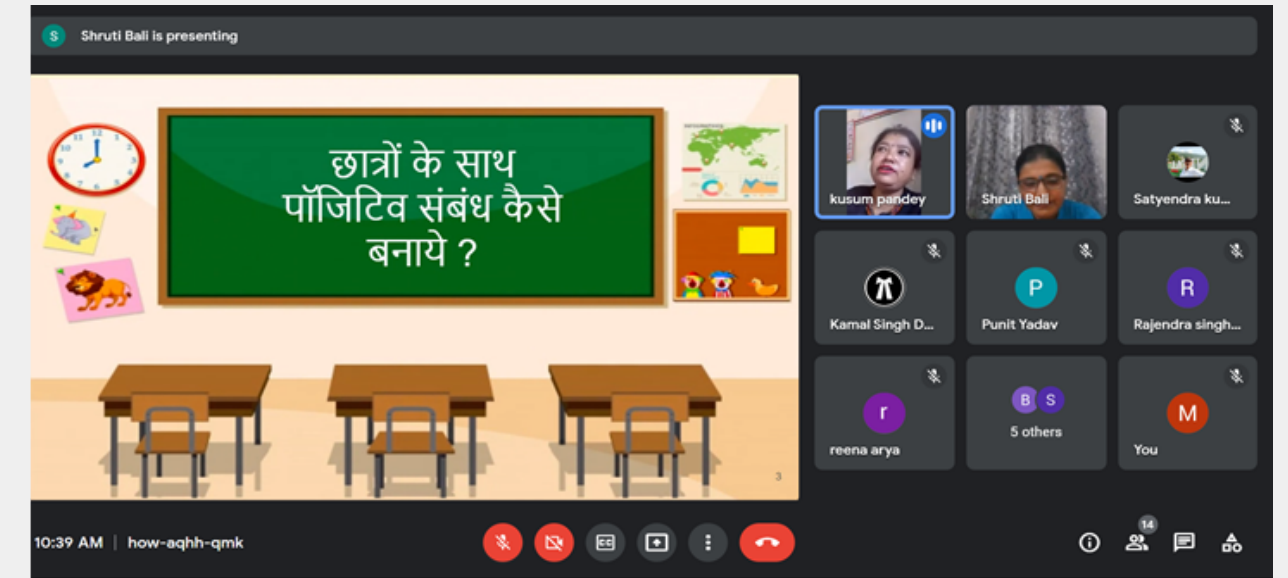 S Shruti Bali is presenting
छात्रों के साथ
पॉजिटिव संबंध कैसे
बनाये ?
3
kusum pandey
Shruti Bali
Satyendra ku...
Kamal Singh D...
P
Punit Yadav
R
Rajendra singh...
r
reena arya
B S
5 others
M
You
10:39 AM | how-aqhh-qmk
CC
14